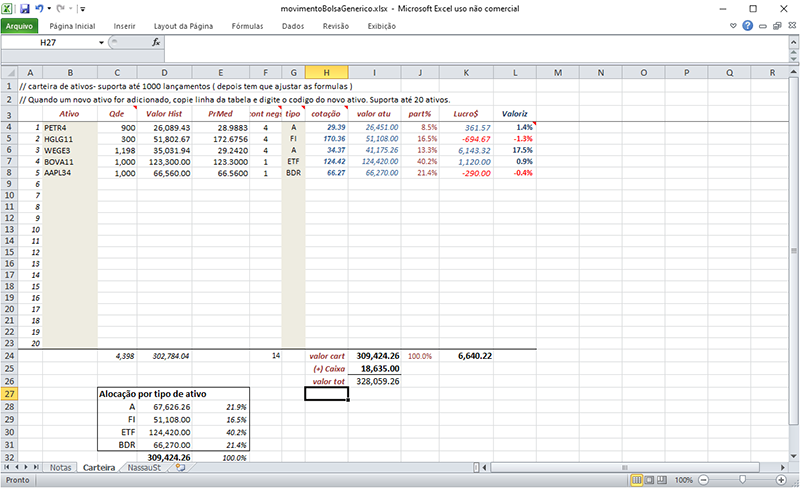 movimentoBolsaGenerico.xlsx - Microsoft Excel uso não comercial
Arquivo Página Inicial Inserir Layout da Página Fórmulas Dados Revisão Exibição
H27 fx
A B C D E F G H I J K L M N O P Q R
1 // carteira de ativos- suporta até 1000 lançamentos ( depois tem que ajustar as formulas )
2 // Quando um novo ativo for adicionado, copie linha da tabela e digite o codigo do novo ativo. Suporta até 20 ativos.
3 Ativo Qde Valor Hist PrMed cont nego tipo cotação valor atu part% Lucro$ Valoriz
4 1 PETR4 900 26,089.43 28.9883 4 A 29.39 26,451.00 8.5% 361.57 1.4%
5 2 HGLG11 300 51,802.67 172.6756 4 FI 170.36 51,108.00 16.5% -694.67 -1.3%
6 3 WEGE3 1,198 35,031.94 29.2420 4 A 34.37 41,175.26 13.3% 6,143.32 17.5%
7 4 BOVA11 1,000 123,300.00 123.3000 1 ETF 124.42 124,420.00 40.2% 1,120.00 0.9%
8 5 AAPL34 1,000 66,560.00 66.5600 1 BDR 66.27 66,270.00 21.4% -290.00 -0.4%
9 6
10 7
11 8
12 9
13 10
14 11
15 12
16 13
17 14
18 15
19 16
20 17
21 18
22 19
23 20
24 4,398 302,784.04 14 valor cart 309,424.26 100.0% 6,640.22
25 (+) Caixa 18,635.00
26 valor tot 328,059.26
27 Alocação por tipo de ativo
28 A 67,626.26 21.9%
29 FI 51,108.00 16.5%
30 ETF 124,420.00 40.2%
31 BDR 66,270.00 21.4%
32 309,424.26 100.0%
Notas Carteira NassauSt
Pronto 100%